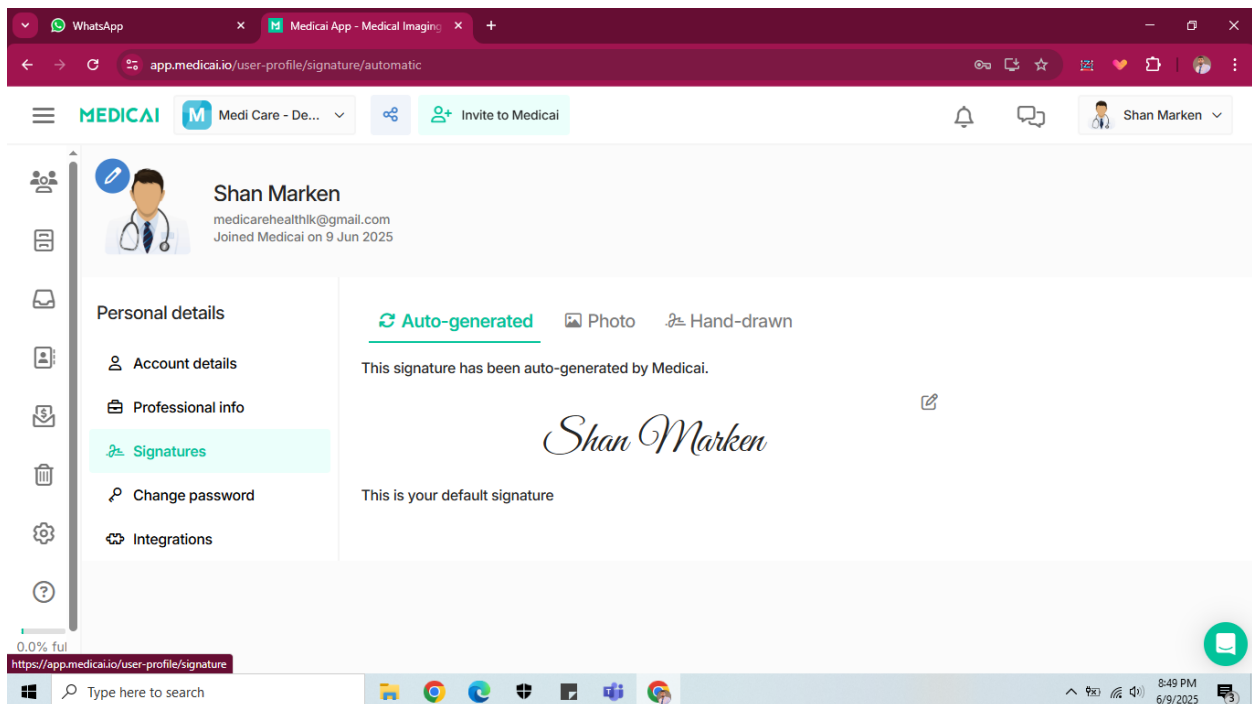 WhatsApp
Medicai App - Medical Imaging
app.medicai.io/user-profile/signature/automatic
MEDICAI
M Medi Care - De...
Invite to Medicai
Shan Marken
Shan Marken
medicarehealthlk@gmail.com
Joined Medicai on 9 Jun 2025
Personal details
Account details
Professional info
Signatures
Change password
Integrations
Auto-generated
Photo
Hand-drawn
This signature has been auto-generated by Medicai.
Shan Marken
This is your default signature
0.0% ful
https://app.medicai.io/user-profile/signature
Type here to search
8:49 PM
6/9/2025
3